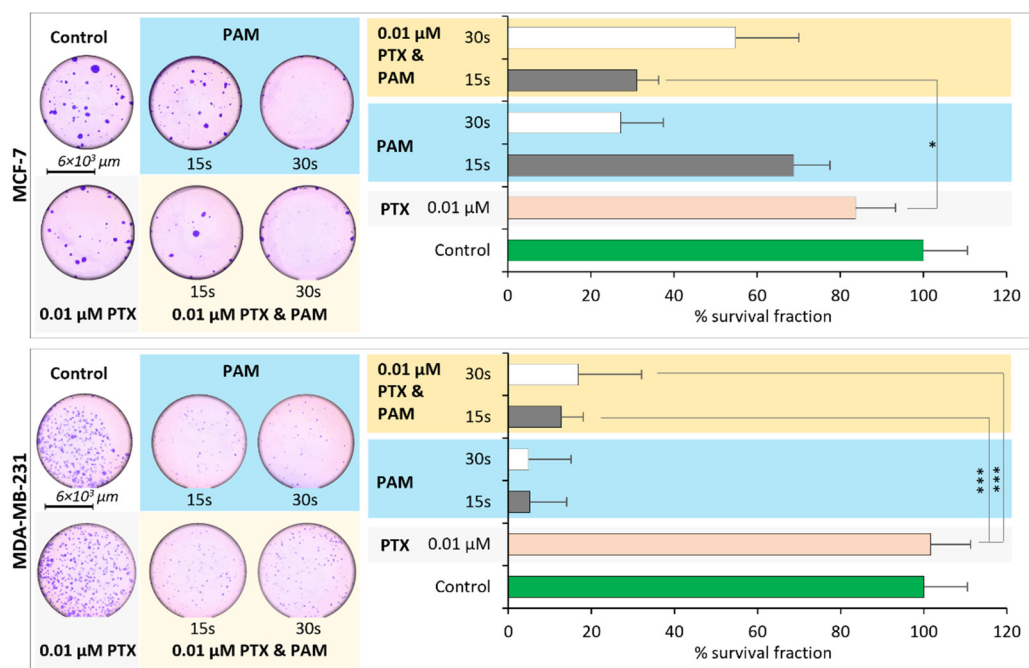 MCF-7
Control
PAM
15s
30s
6×10³ µm
15s
30s
0.01 µM PTX
0.01 µM PTX & PAM
0.01 µM
PTX &
PAM
30s
15s
PAM
30s
15s
PTX 0.01 µM
Control
*
0 20 40 60 80 100 120
% survival fraction
MDA-MB-231
Control
PAM
15s
30s
6×10³ µm
15s
30s
0.01 µM PTX
0.01 µM PTX & PAM
0.01 µM
PTX &
PAM
30s
15s
PAM
30s
15s
PTX 0.01 µM
Control
***
***
0 20 40 60 80 100 120
% survival fraction